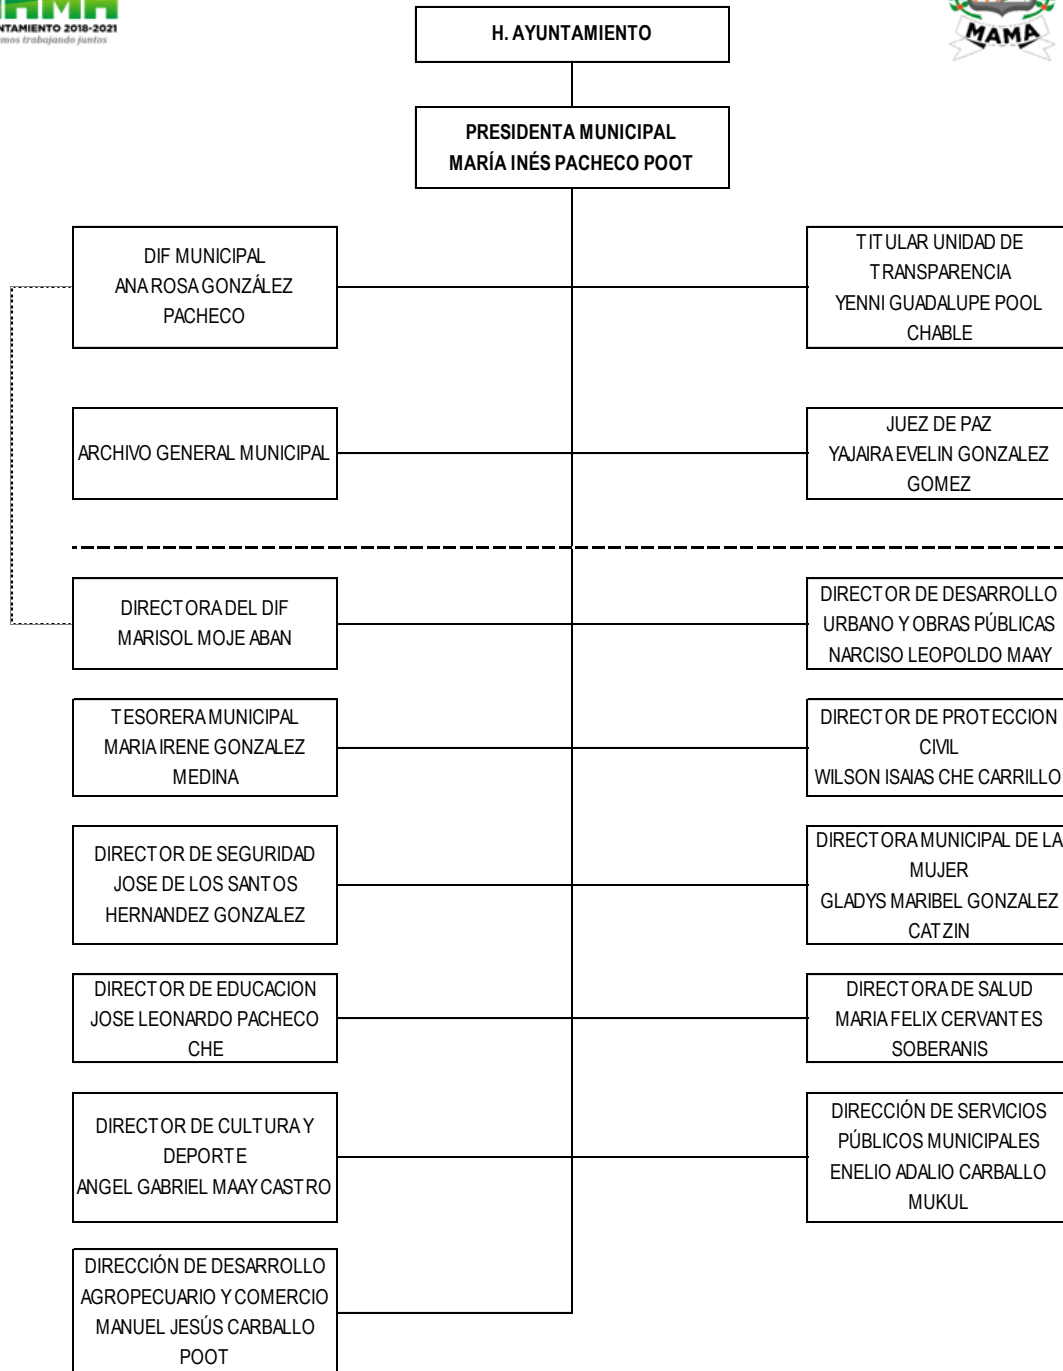 NTAMIENTO 2018-2021
mos trabajando juntos
MAMA
H. AYUNTAMIENTO
PRESIDENTA MUNICIPAL
MARÍA INÉS PACHECO POOT
DIF MUNICIPAL
ANA ROSA GONZÁLEZ
PACHECO
TITULAR UNIDAD DE
TRANSPARENCIA
YENNI GUADALUPE POOL
CHABLE
ARCHIVO GENERAL MUNICIPAL
JUEZ DE PAZ
YAJAIRA EVELIN GONZALEZ
GOMEZ
DIRECTORA DEL DIF
MARISOL MOJE ABAN
DIRECTOR DE DESARROLLO
URBANO Y OBRAS PÚBLICAS
NARCISO LEOPOLDO MAAY
TESORERA MUNICIPAL
MARIA IRENE GONZALEZ
MEDINA
DIRECTOR DE PROTECCION
CIVIL
WILSON ISAIAS CHE CARRILLO
DIRECTOR DE SEGURIDAD
JOSE DE LOS SANTOS
HERNANDEZ GONZALEZ
DIRECTORA MUNICIPAL DE LA
MUJER
GLADYS MARIBEL GONZALEZ
CATZIN
DIRECTOR DE EDUCACION
JOSE LEONARDO PACHECO
CHE
DIRECTORA DE SALUD
MARIA FELIX CERVANTES
SOBERANIS
DIRECTOR DE CULTURA Y
DEPORTE
ANGEL GABRIEL MAAY CASTRO
DIRECCIÓN DE SERVICIOS
PÚBLICOS MUNICIPALES
ENELIO ADALIO CARBALLO
MUKUL
DIRECCIÓN DE DESARROLLO
AGROPECUARIO Y COMERCIO
MANUEL JESÚS CARBALLO
POOT